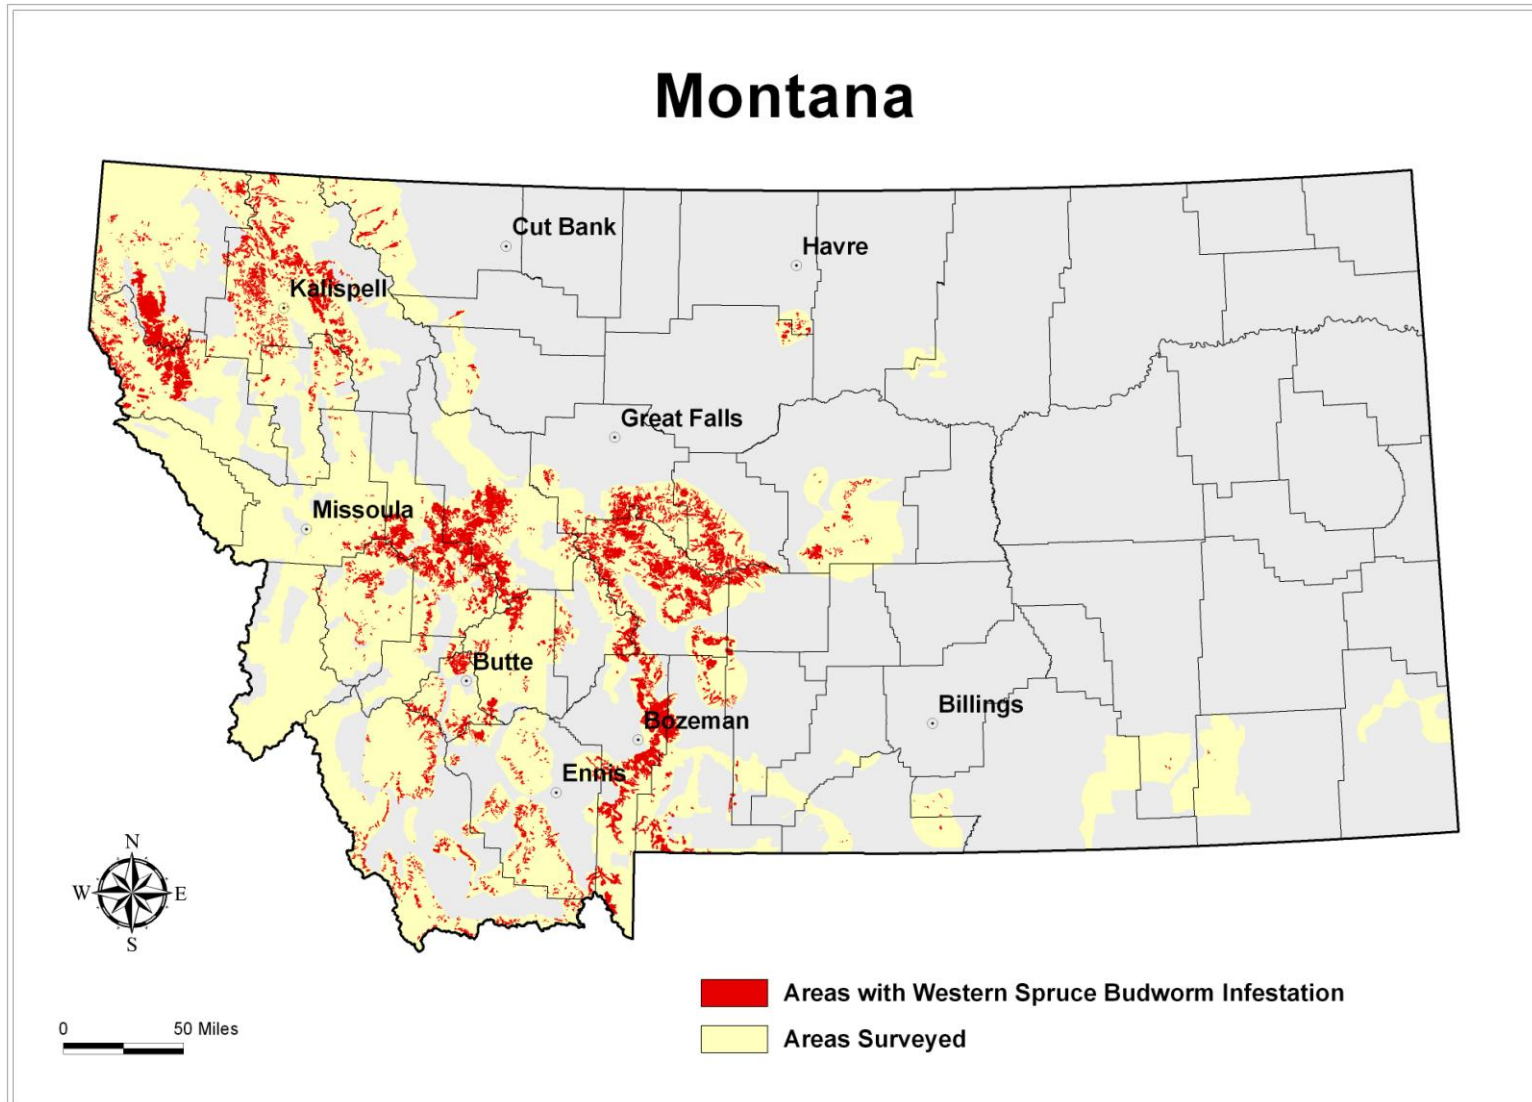 Montana
Cut Bank
Havre
Kalispell
Great Falls
Missoula
Butte
Billings
Bozeman
Ennis
N
W E
S
Areas with Western Spruce Budworm Infestation
0 50 Miles
Areas Surveyed